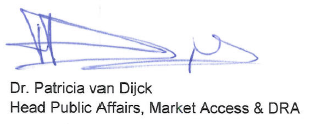 Dr. Patricia van Dijck
Head Public Affairs, Market Access & DRA